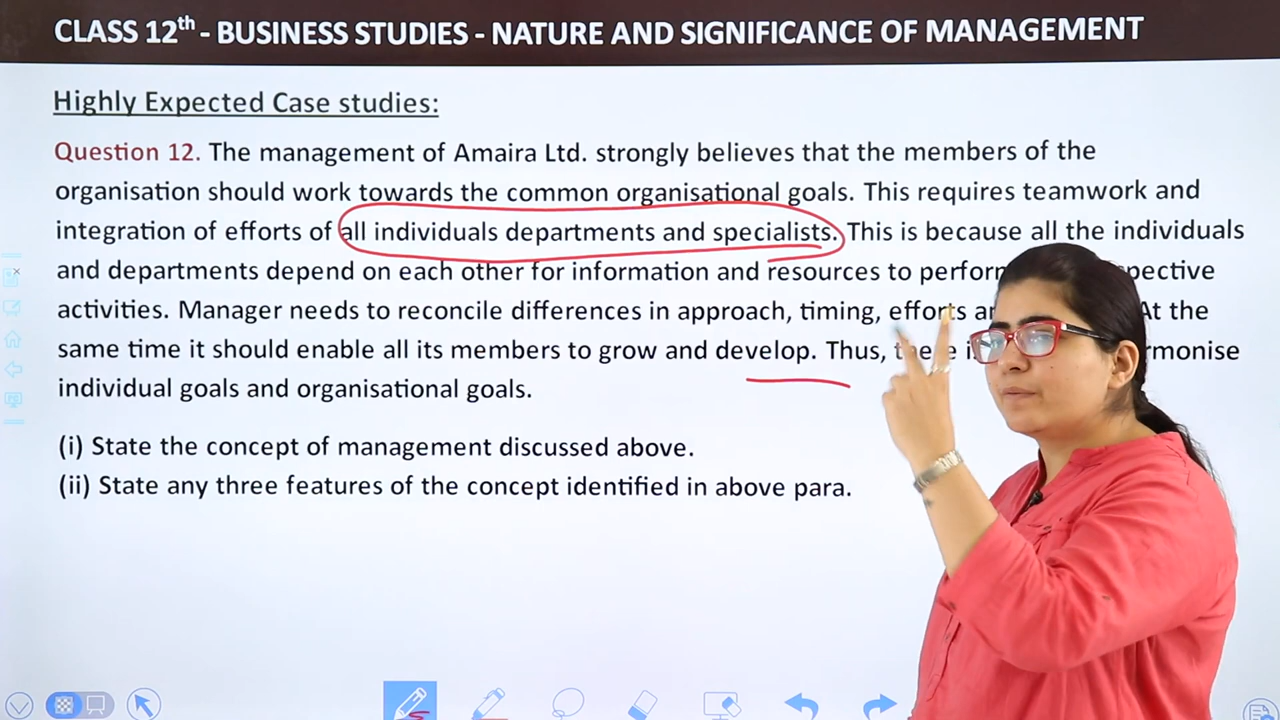 CLASS 12th - BUSINESS STUDIES - NATURE AND SIGNIFICANCE OF MANAGEMENT
Highly Expected Case studies:
Question 12. The management of Amaira Ltd. strongly believes that the members of the
organisation should work towards the common organisational goals. This requires teamwork and
integration of efforts of all individuals departments and specialists. This is because all the individuals
and departments depend on each other for information and resources to perform
activities. Manager needs to reconcile differences in approach, timing, efforts At the
same time it should enable all its members to grow and develop. Thus, there
individual goals and organisational goals.
(i) State the concept of management discussed above.
(ii) State any three features of the concept identified in above para.